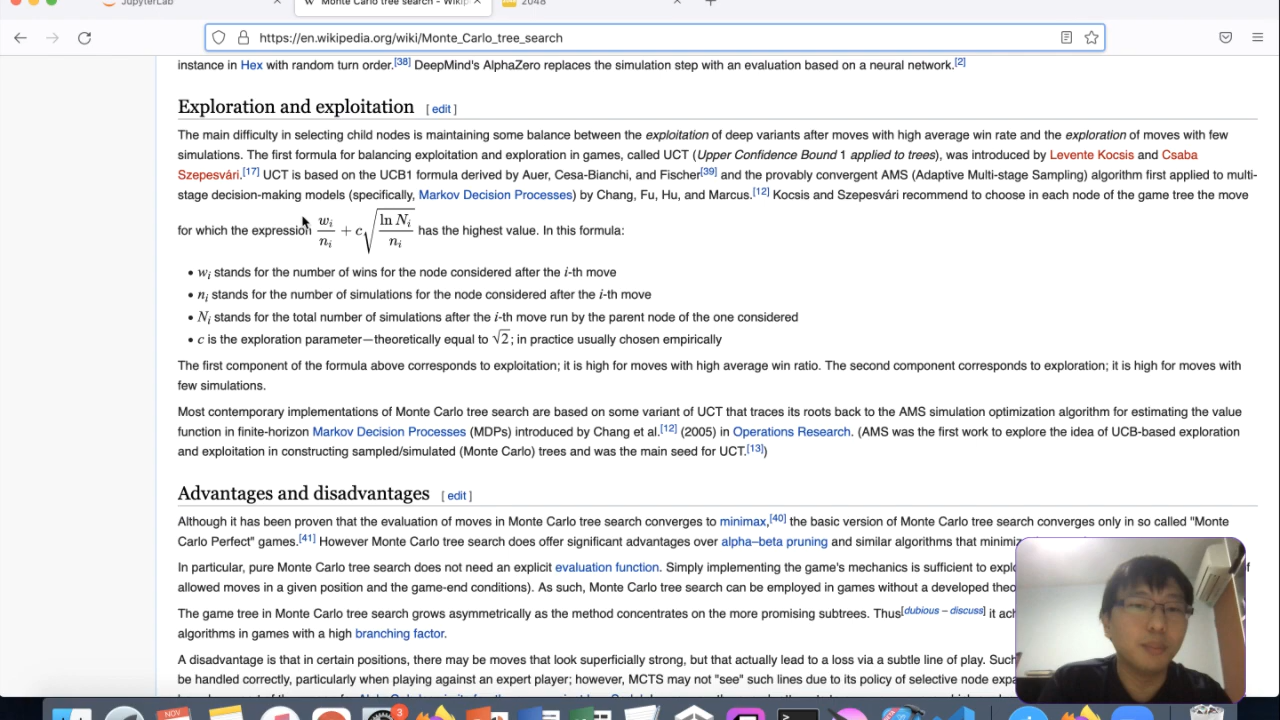 JupyterLab
Monte Carlo tree search - Wikip
2048
https://en.wikipedia.org/wiki/Monte_Carlo_tree_search
instance in Hex with random turn order.[38] DeepMind's AlphaZero replaces the simulation step with an evaluation based on a neural network.[2]
Exploration and exploitation [ edit ]
The main difficulty in selecting child nodes is maintaining some balance between the exploitation of deep variants after moves with high average win rate and the exploration of moves with few
simulations. The first formula for balancing exploitation and exploration in games, called UCT (Upper Confidence Bound 1 applied to trees), was introduced by Levente Kocsis and Csaba
Szepesvári.[17] UCT is based on the UCB1 formula derived by Auer, Cesa-Bianchi, and Fischer[39] and the provably convergent AMS (Adaptive Multi-stage Sampling) algorithm first applied to multi-
stage decision-making models (specifically, Markov Decision Processes) by Chang, Fu, Hu, and Marcus.[12] Kocsis and Szepesvári recommend to choose in each node of the game tree the move
for which the expression w_i/n_i + c√(ln N_i/n_i) has the highest value. In this formula:
• w_i stands for the number of wins for the node considered after the i-th move
• n_i stands for the number of simulations for the node considered after the i-th move
• N_i stands for the total number of simulations after the i-th move run by the parent node of the one considered
• c is the exploration parameter—theoretically equal to √2; in practice usually chosen empirically
The first component of the formula above corresponds to exploitation; it is high for moves with high average win ratio. The second component corresponds to exploration; it is high for moves with
few simulations.
Most contemporary implementations of Monte Carlo tree search are based on some variant of UCT that traces its roots back to the AMS simulation optimization algorithm for estimating the value
function in finite-horizon Markov Decision Processes (MDPs) introduced by Chang et al.[12] (2005) in Operations Research. (AMS was the first work to explore the idea of UCB-based exploration
and exploitation in constructing sampled/simulated (Monte Carlo) trees and was the main seed for UCT.[13])
Advantages and disadvantages [ edit ]
Although it has been proven that the evaluation of moves in Monte Carlo tree search converges to minimax,[40] the basic version of Monte Carlo tree search converges only in so called "Monte
Carlo Perfect" games.[41] However Monte Carlo tree search does offer significant advantages over alpha–beta pruning and similar algorithms that minimiz
In particular, pure Monte Carlo tree search does not need an explicit evaluation function. Simply implementing the game's mechanics is sufficient to explo f
allowed moves in a given position and the game-end conditions). As such, Monte Carlo tree search can be employed in games without a developed theo
The game tree in Monte Carlo tree search grows asymmetrically as the method concentrates on the more promising subtrees. Thus[dubious – discuss] it ach
algorithms in games with a high branching factor.
A disadvantage is that in certain positions, there may be moves that look superficially strong, but that actually lead to a loss via a subtle line of play. Such
be handled correctly, particularly when playing against an expert player; however, MCTS may not "see" such lines due to its policy of selective node expa
NOV
3